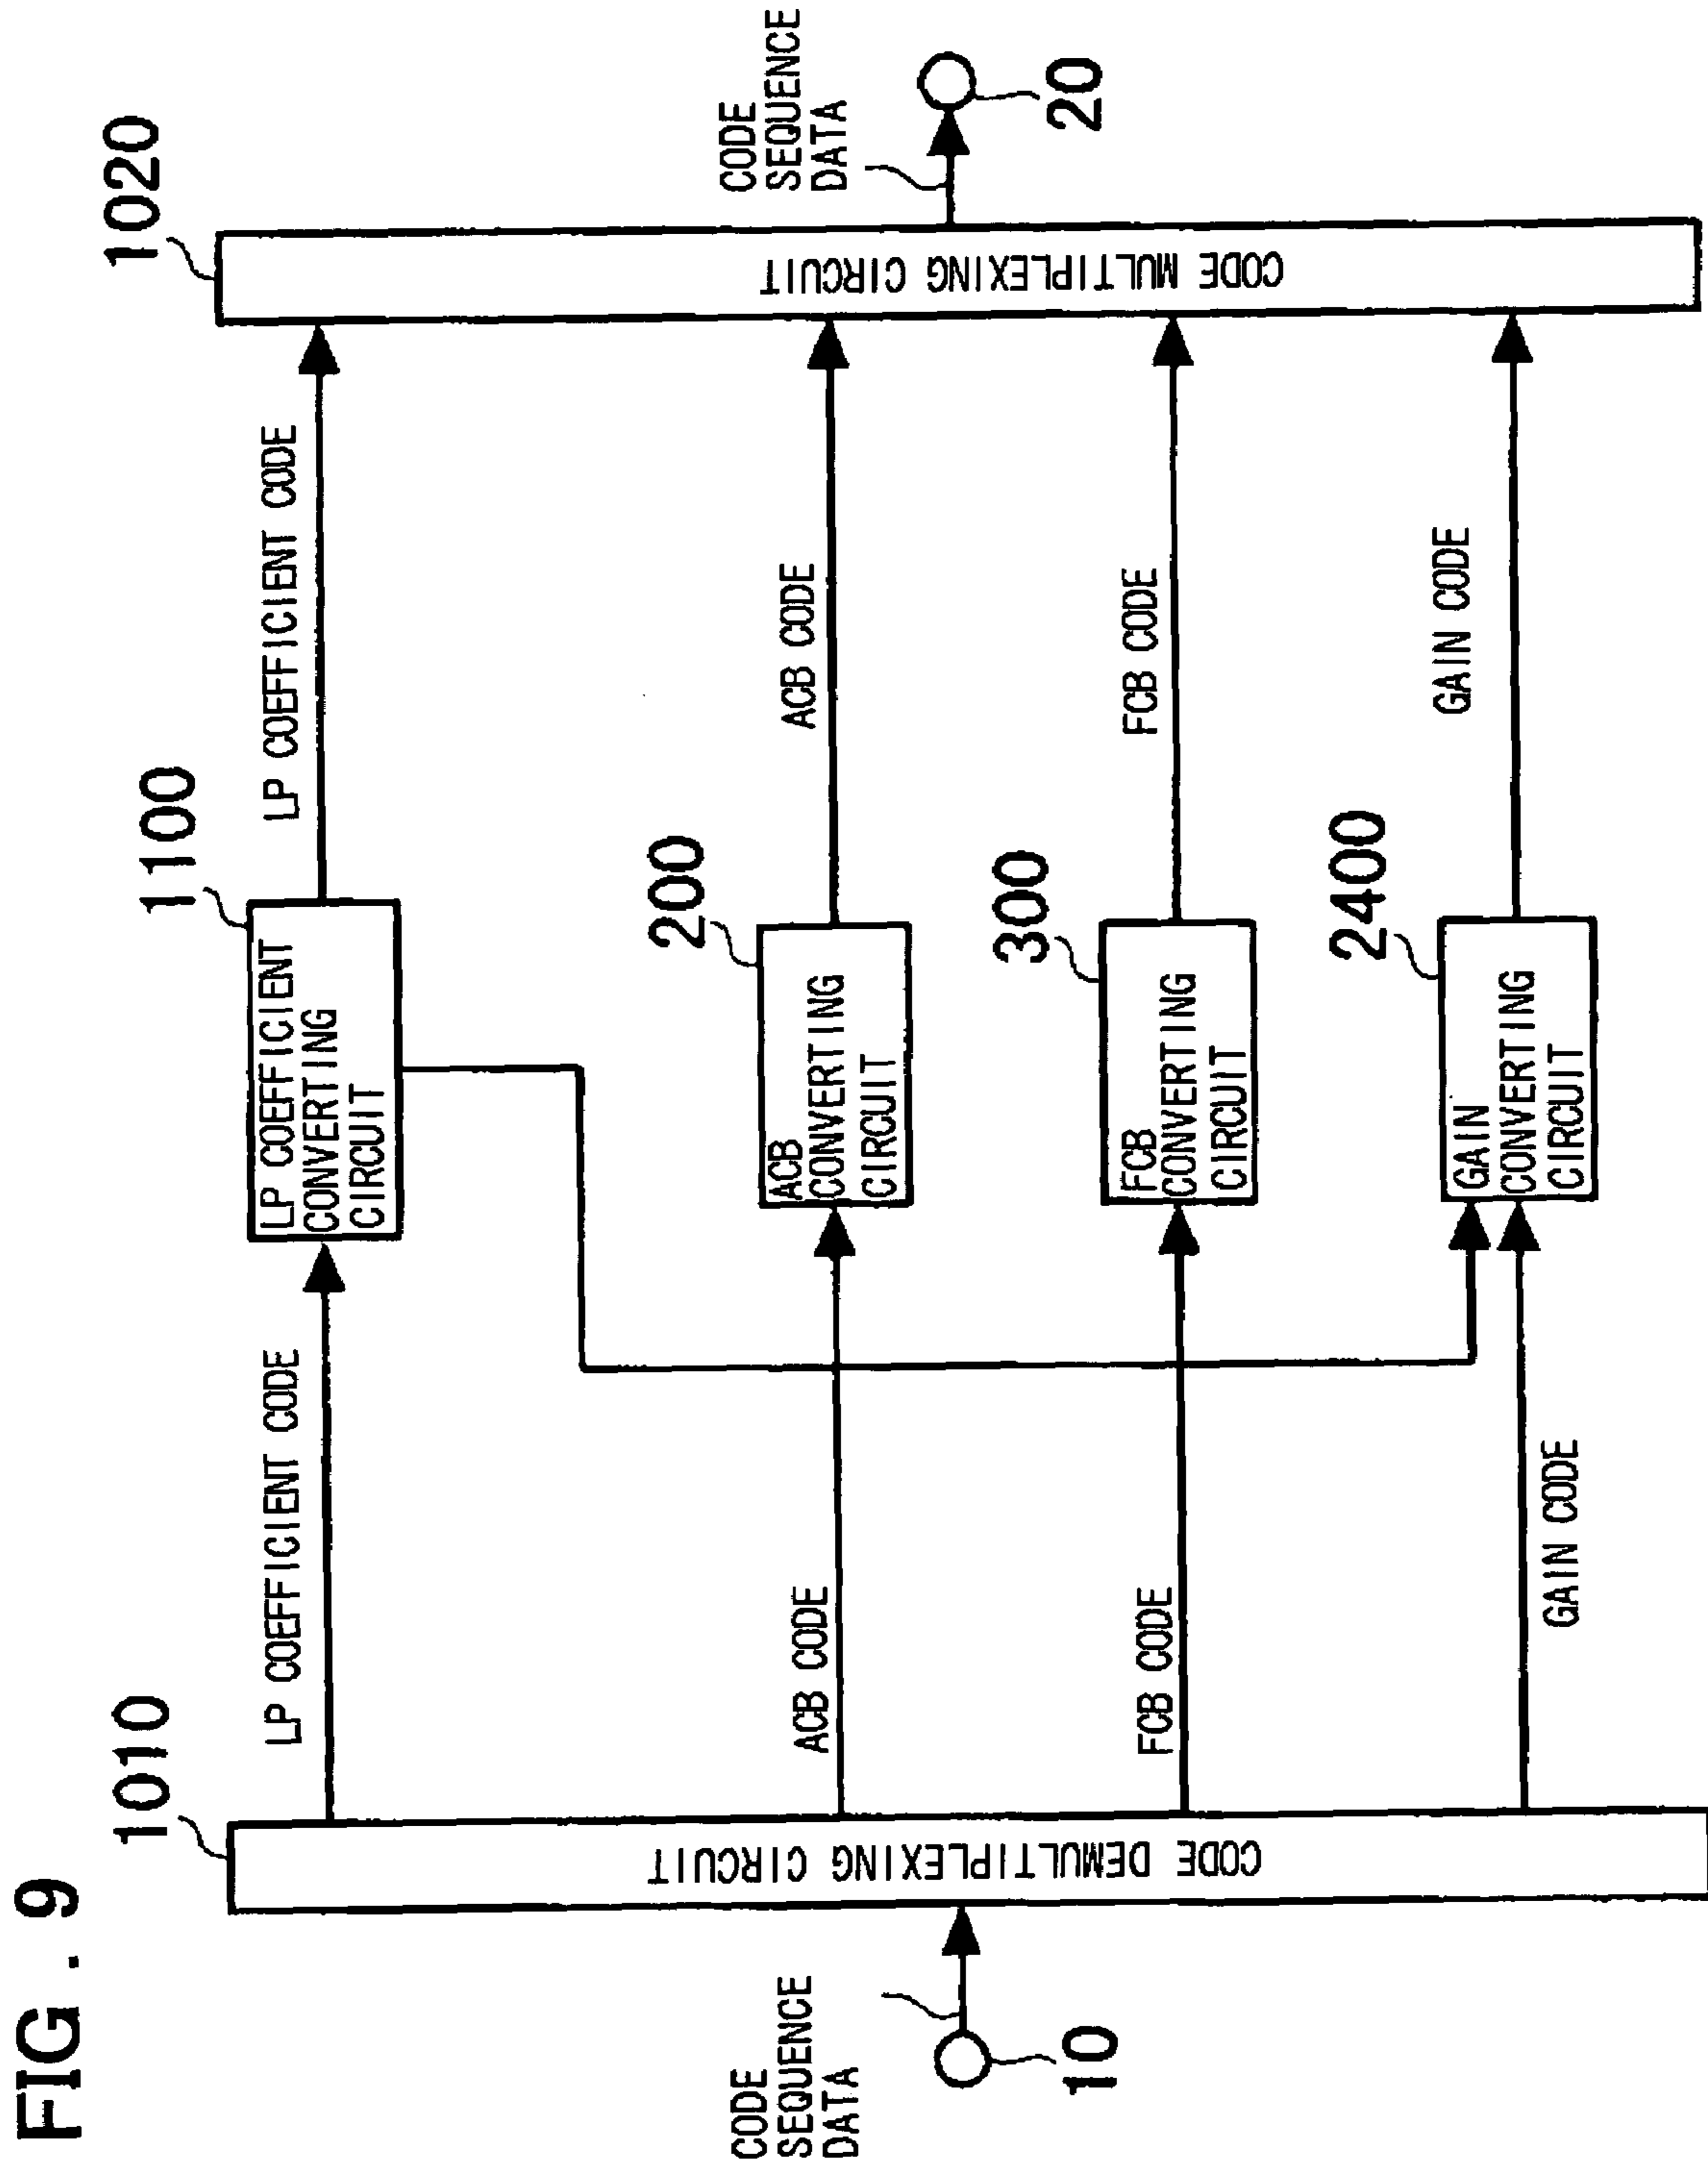 FIG. 9
CODE
SEQUENCE
DATA
10
1010
CODE DEMULTIPLEXING CIRCUIT
LP COEFFICIENT CODE
ACB CODE
FCB CODE
GAIN CODE
1100
LP COEFFICIENT
CONVERTING
CIRCUIT
200
ACB
CONVERTING
CIRCUIT
300
FCB
CONVERTING
CIRCUIT
2400
GAIN
CONVERTING
CIRCUIT
LP COEFFICIENT CODE
ACB CODE
FCB CODE
GAIN CODE
1020
CODE MULTIPLEXING CIRCUIT
CODE
SEQUENCE
DATA
20